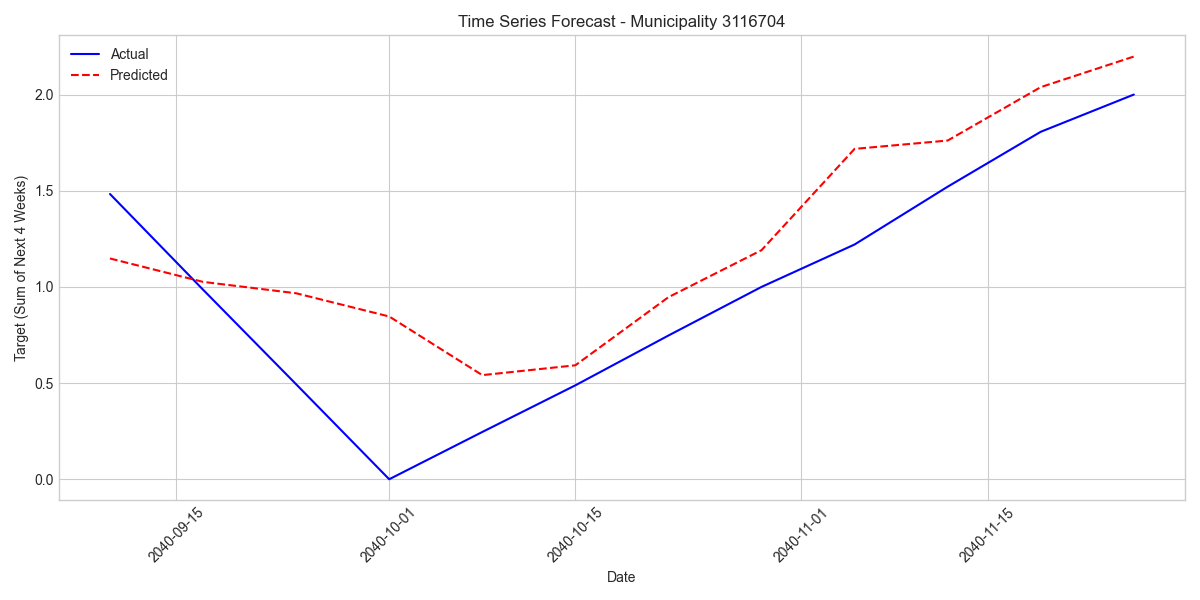 Time Series Forecast - Municipality 3116704
Actual
Predicted
Target (Sum of Next 4 Weeks)
2.0
1.5
1.0
0.5
0.0
2040-09-15
2040-10-01
2040-10-15
2040-11-01
2040-11-15
Date